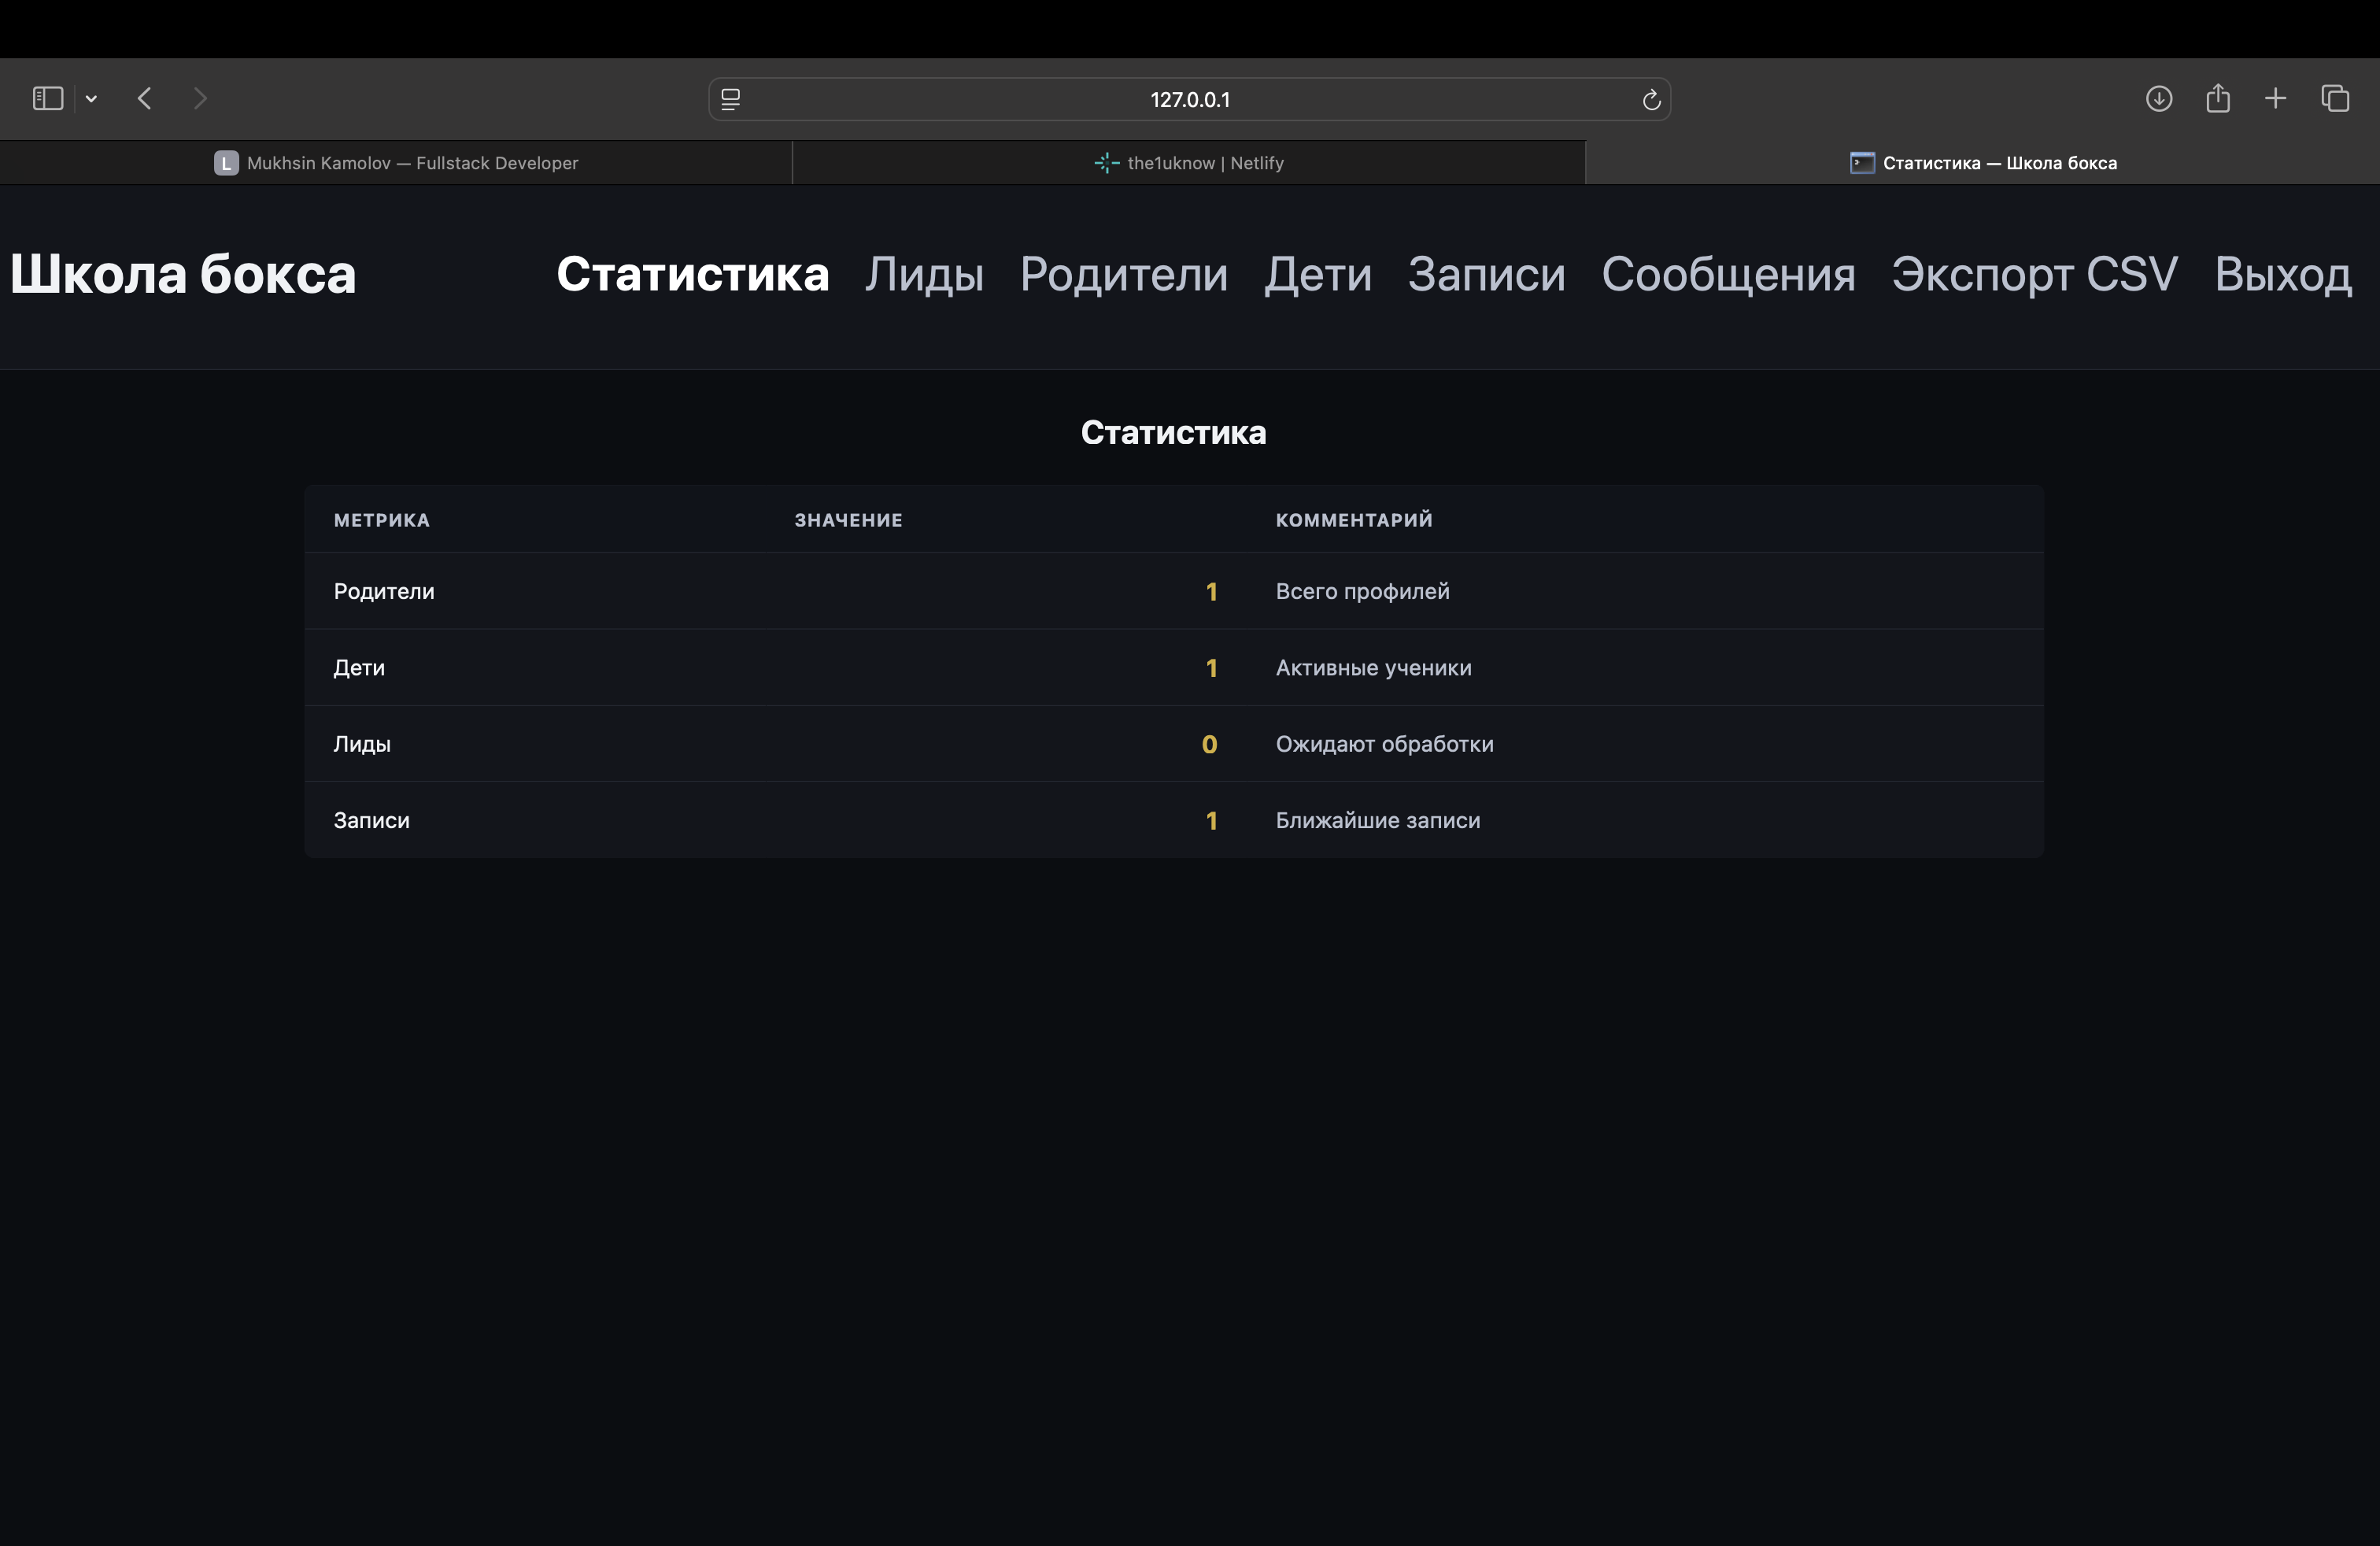 127.0.0.1
L Mukhsin Kamolov — Fullstack Developer
the1uknow | Netlify
Статистика — Школа бокса
Школа бокса
Статистика Лиды Родители Дети Записи Сообщения Экспорт CSV Выход
Статистика
МЕТРИКА ЗНАЧЕНИЕ КОММЕНТАРИЙ
Родители 1 Всего профилей
Дети 1 Активные ученики
Лиды 0 Ожидают обработки
Записи 1 Ближайшие записи